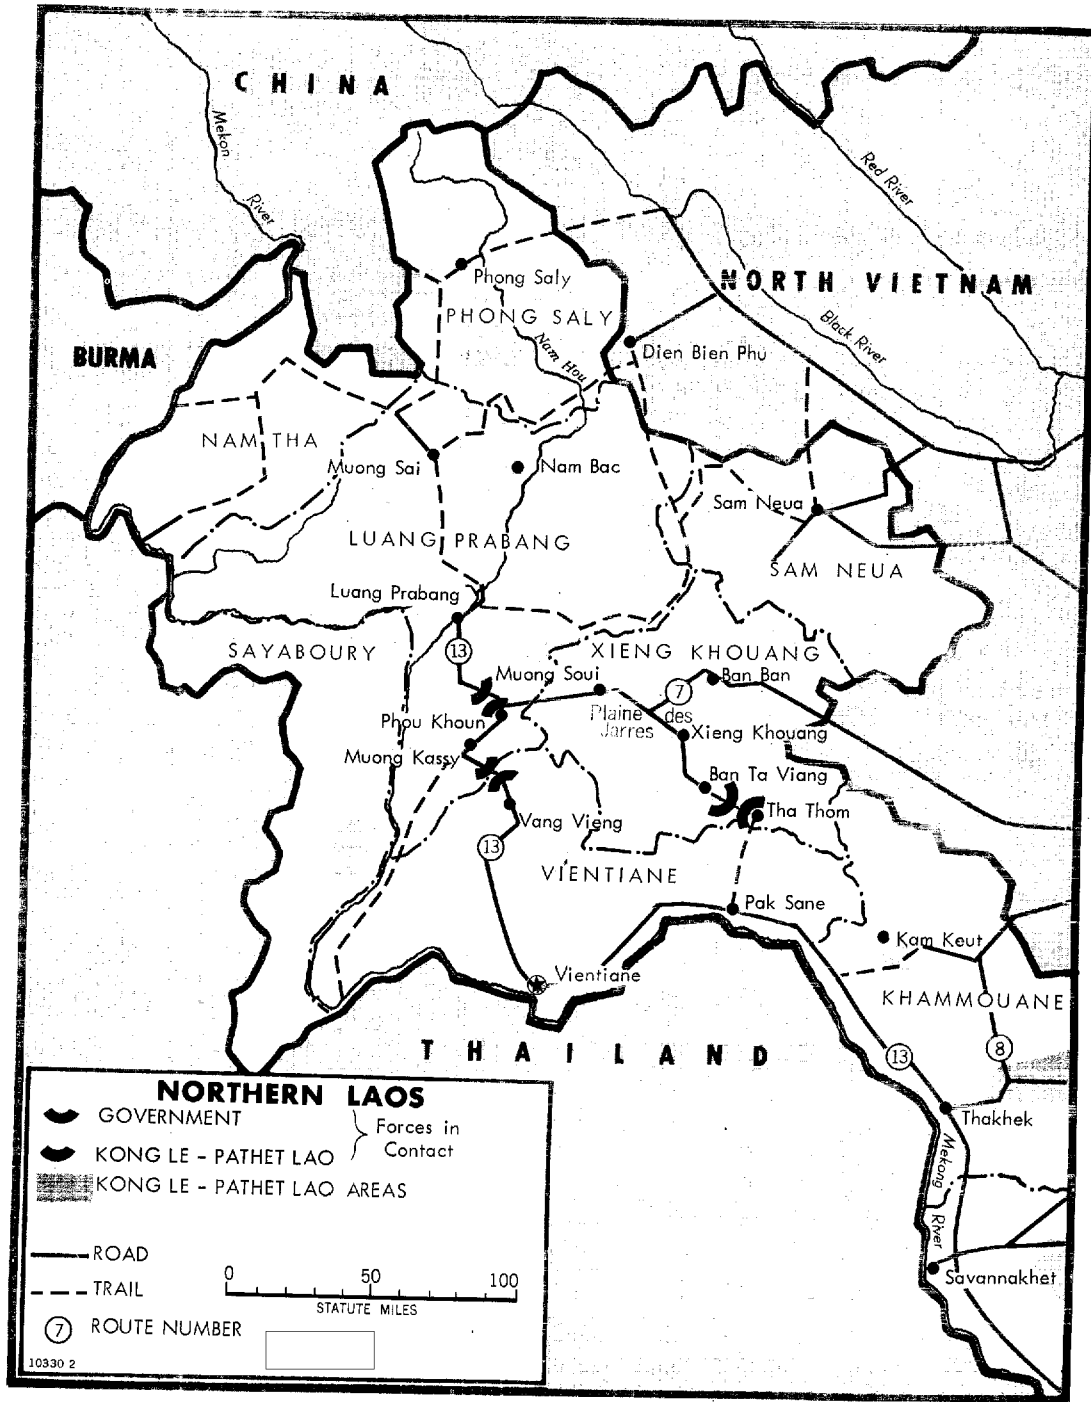 CHINA
Mekon
River
Red River
NORTH VIETNAM
Phong Saly
PHONG SALY
Nam Hou
Black River
BURMA
Dien Bien Phu
NAM THA
Muong Sai
Nam Bac
Sam Neua
LUANG PRABANG
SAM NEUA
Luang Prabang
SAYABOURY
13
XIENG KHOUANG
Muong Soui
7
Ban Ban
Plaine des
Jarres
Phou Khoun
Xieng Khouang
Muong Kassy
Ban Ta Viang
Tha Thom
Vang Vieng
13
VIENTIANE
Pak Sane
Kam Keut
Vientiane
KHAMMOUANE
THAILAND
13
8
Thakhek
Mekong
River
Savannakhet
NORTHERN LAOS
GOVERNMENT
KONG LE - PATHET LAO
Forces in
Contact
KONG LE - PATHET LAO AREAS
ROAD
TRAIL
0 50 100
STATUTE MILES
7 ROUTE NUMBER
10330 2